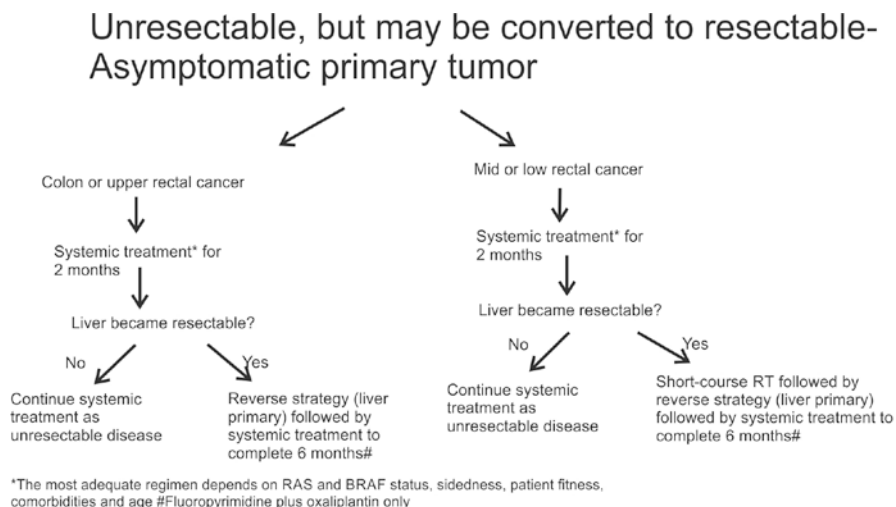 Unresectable, but may be converted to resectable-
Asymptomatic primary tumor
Colon or upper rectal cancer
Systemic treatment* for
2 months
Liver became resectable?
No
Yes
Continue systemic
treatment as
unresectable disease
Reverse strategy (liver
primary) followed by
systemic treatment to
complete 6 months#
Mid or low rectal cancer
Systemic treatment* for
2 months
Liver became resectable?
No
Yes
Continue systemic
treatment as
unresectable disease
Short-course RT followed by
reverse strategy (liver primary)
followed by systemic treatment to
complete 6 months#
*The most adequate regimen depends on RAS and BRAF status, sidedness, patient fitness,
comorbidities and age #Fluoropyrimidine plus oxaliplantin only